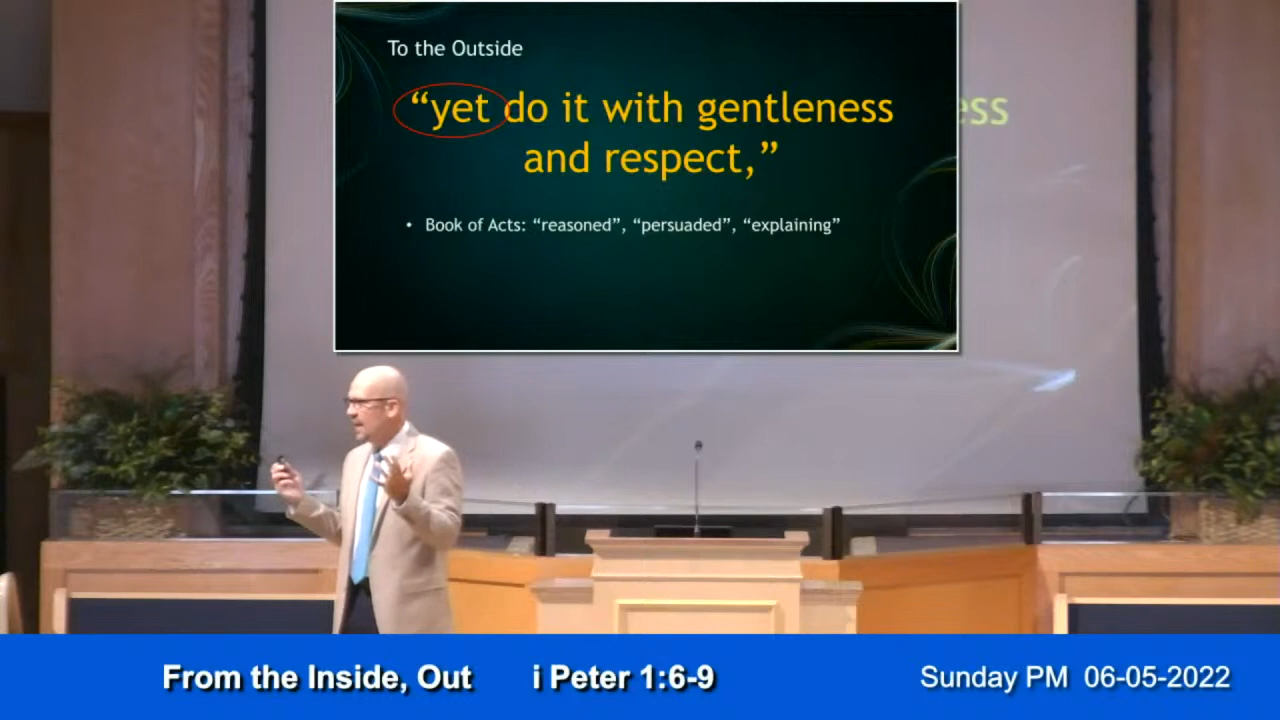 To the Outside
“yet do it with gentleness
ess
and respect,”
• Book of Acts: “reasoned”, “persuaded”, “explaining”
From the Inside, Out i Peter 1:6-9 Sunday PM 06-05-2022